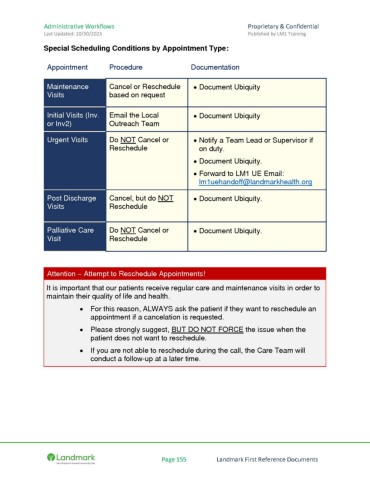 Administrative Workflows Proprietary & Confidential
Last Updated: 10/30/2023 Published by LM1 Training
Special Scheduling Conditions by Appointment Type:
Appointment Procedure Documentation
Maintenance Visits
Cancel or Reschedule based on request
• Document Ubiquity
Initial Visits (Inv. or Inv2)
Email the Local Outreach Team
• Document Ubiquity
Urgent Visits
Do NOT Cancel or Reschedule
• Notify a Team Lead or Supervisor if on duty.
• Document Ubiquity.
• Forward to LM1 UE Email:
lm1uehandoff@landmarkhealth.org
Post Discharge Visits
Cancel, but do NOT Reschedule
• Document Ubiquity.
Palliative Care Visit
Do NOT Cancel or Reschedule
• Document Ubiquity.
Attention – Attempt to Reschedule Appointments!
It is important that our patients receive regular care and maintenance visits in order to
maintain their quality of life and health.
• For this reason, ALWAYS ask the patient if they want to reschedule an
appointment if a cancelation is requested.
• Please strongly suggest, BUT DO NOT FORCE the issue when the
patient does not want to reschedule.
• If you are not able to reschedule during the call, the Care Team will
conduct a follow-up at a later time.
Landmark Page 155 Landmark First Reference Documents